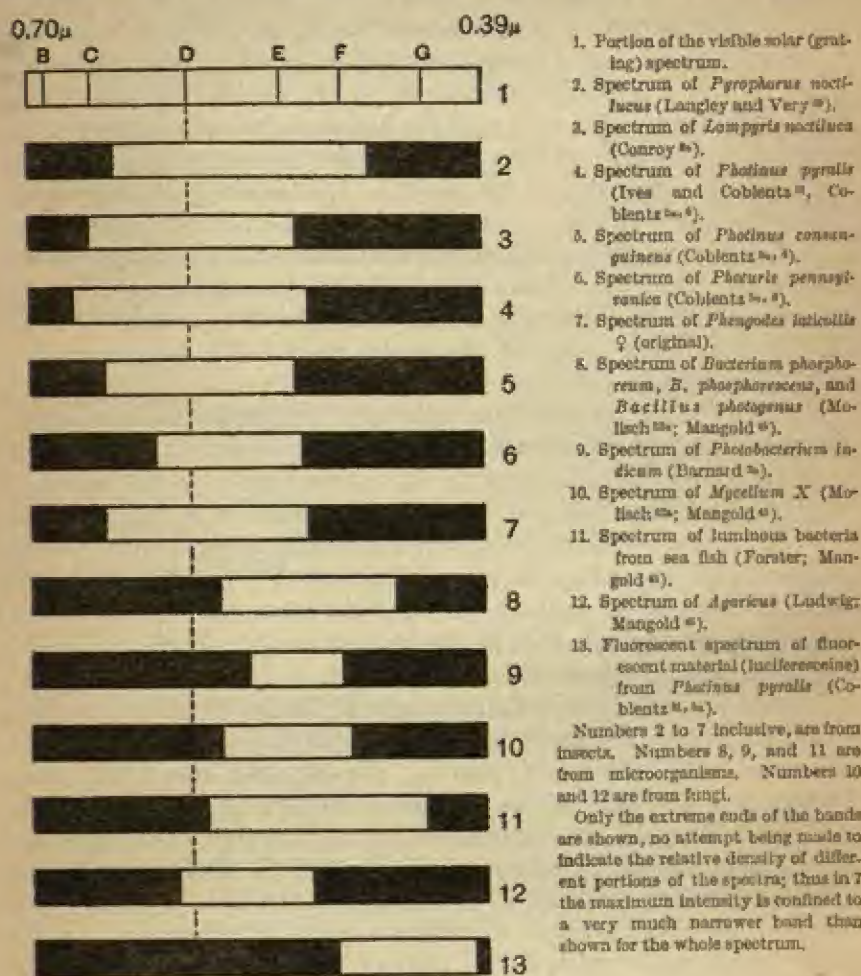 0.70μ 0.39μ
B C D E F G
1
2
3
4
5
6
7
8
9
10
11
12
13
1. Portion of the visible solar (grat-
ing) spectrum.
2. Spectrum of Pyrophorus nocti-
lucus (Langley and Very).
3. Spectrum of Lampyris noctiluca
(Conroy).
4. Spectrum of Photinus pyralis
(Ives and Coblentz, Co-
blentz).
5. Spectrum of Photinus consan-
guineus (Coblentz).
6. Spectrum of Photuris pennsyl-
vanica (Coblentz).
7. Spectrum of Phengodes laticollis
♀ (original).
8. Spectrum of Bacterium phospho-
reum, B. phosphorescens, and
Bacillus photogenus (Mo-
lisch; Mangold).
9. Spectrum of Photobacterium in-
dicum (Barnard).
10. Spectrum of Mycelium X (Mo-
lisch; Mangold).
11. Spectrum of luminous bacteria
from sea fish (Forster; Man-
gold).
12. Spectrum of Agaricus (Ludwig;
Mangold).
13. Fluorescent spectrum of fluor-
escent material (luciferesceine)
from Photinus pyralis (Co-
blentz).
Numbers 2 to 7 inclusive, are from
insects. Numbers 8, 9, and 11 are
from microorganisms. Numbers 10
and 12 are from fungi.
Only the extreme ends of the bands
are shown, no attempt being made to
indicate the relative density of differ-
ent portions of the spectra; thus in 7
the maximum intensity is confined to
a very much narrower band than
shown for the whole spectrum.